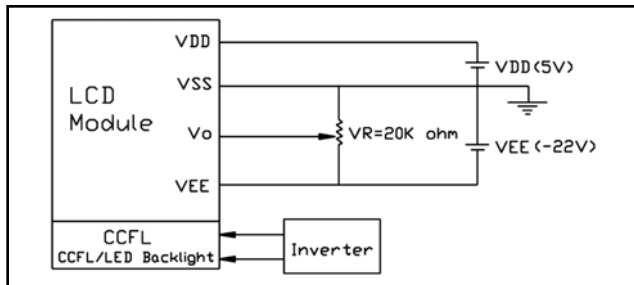 VDD
VDD(5V)
VSS
LCD
Module
Vo
VR=20K ohm
VEE(-22V)
VEE
CCFL
CCFL/LED Backlight
Inverter